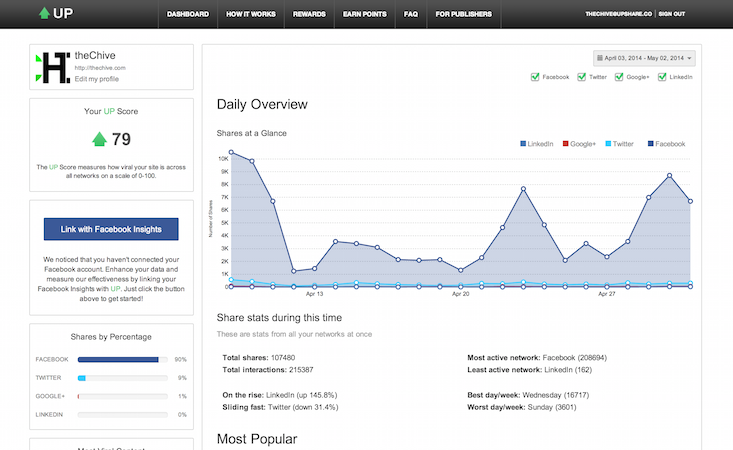 UP
DASHBOARD HOW IT WORKS REWARDS EARN POINTS FAQ FOR PUBLISHERS
THECHIVE@UPSHARE.CO | SIGN OUT
theChive
http://thechive.com
Edit my profile
Your UP Score
79
The UP Score measures how viral your site is across
all networks on a scale of 0-100.
Link with Facebook Insights
We noticed that you haven't connected your
Facebook account. Enhance your data and
measure our effectiveness by linking your
Facebook Insights with UP. Just click the button
above to get started!
Shares by Percentage
FACEBOOK 90%
TWITTER 9%
GOOGLE+ 1%
LINKEDIN 0%
April 03, 2014 - May 02, 2014
Facebook Twitter Google+ LinkedIn
Daily Overview
Shares at a Glance
LinkedIn Google+ Twitter Facebook
Number of Shares
10K
9K
8K
7K
6K
5K
4K
3K
2K
1K
0
Apr 13 Apr 20 Apr 27
Share stats during this time
These are stats from all your networks at once
Total shares: 107480
Total interactions: 215387
On the rise: LinkedIn (up 145.8%)
Sliding fast: Twitter (down 31.4%)
Most active network: Facebook (208694)
Least active network: LinkedIn (162)
Best day/week: Wednesday (16717)
Worst day/week: Sunday (3601)
Most Popular